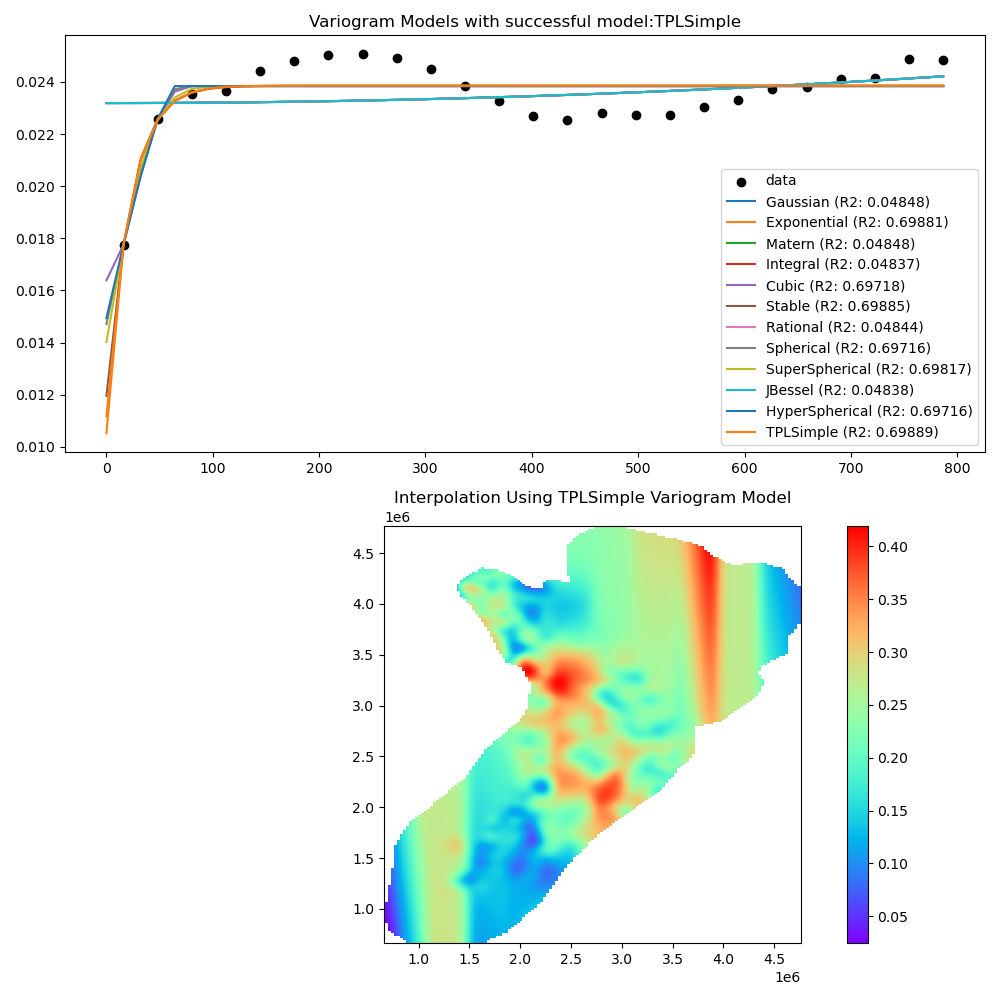 Variogram Models with successful model:TPLSimple
0.024
0.022
0.020
0.018
0.016
0.014
0.012
0.010
data
Gaussian (R2: 0.04848)
Exponential (R2: 0.69881)
Matern (R2: 0.04848)
Integral (R2: 0.04837)
Cubic (R2: 0.69718)
Stable (R2: 0.69885)
Rational (R2: 0.04844)
Spherical (R2: 0.69716)
SuperSpherical (R2: 0.69817)
JBessel (R2: 0.04838)
HyperSpherical (R2: 0.69716)
TPLSimple (R2: 0.69889)
0 100 200 300 400 500 600 700 800
Interpolation Using TPLSimple Variogram Model
1e6
4.5
4.0
3.5
3.0
2.5
2.0
1.5
1.0
1.0 1.5 2.0 2.5 3.0 3.5 4.0 4.5
1e6
0.40
0.35
0.30
0.25
0.20
0.15
0.10
0.05